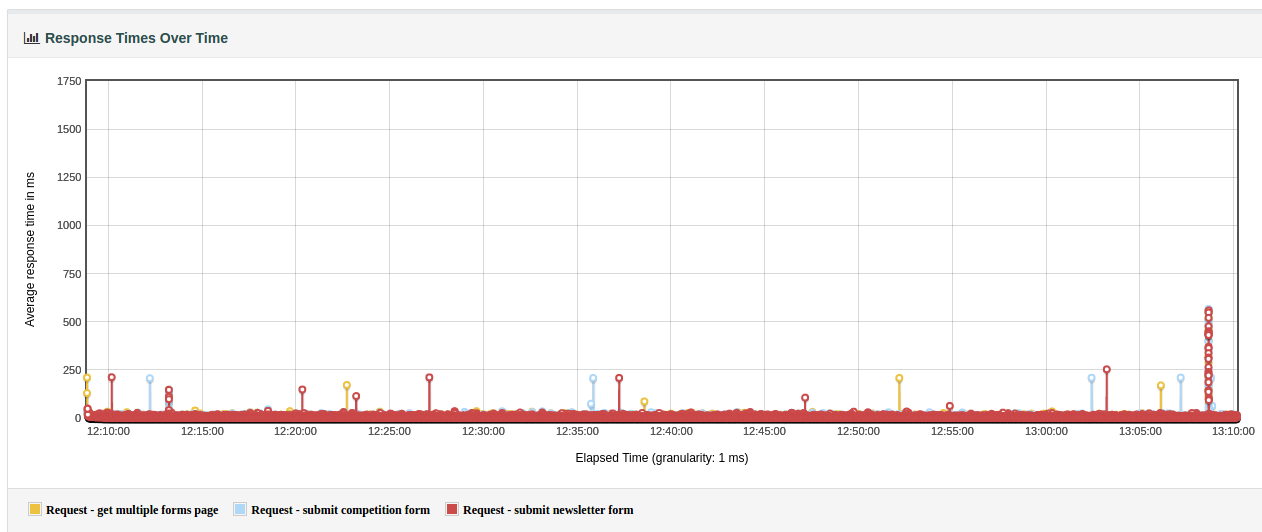 Response Times Over Time
1750
1500
1250
1000
750
500
250
0
Average response time in ms
12:10:00 12:15:00 12:20:00 12:25:00 12:30:00 12:35:00 12:40:00 12:45:00 12:50:00 12:55:00 13:00:00 13:05:00 13:10:00
Elapsed Time (granularity: 1 ms)
Request - get multiple forms page Request - submit competition form Request - submit newsletter form